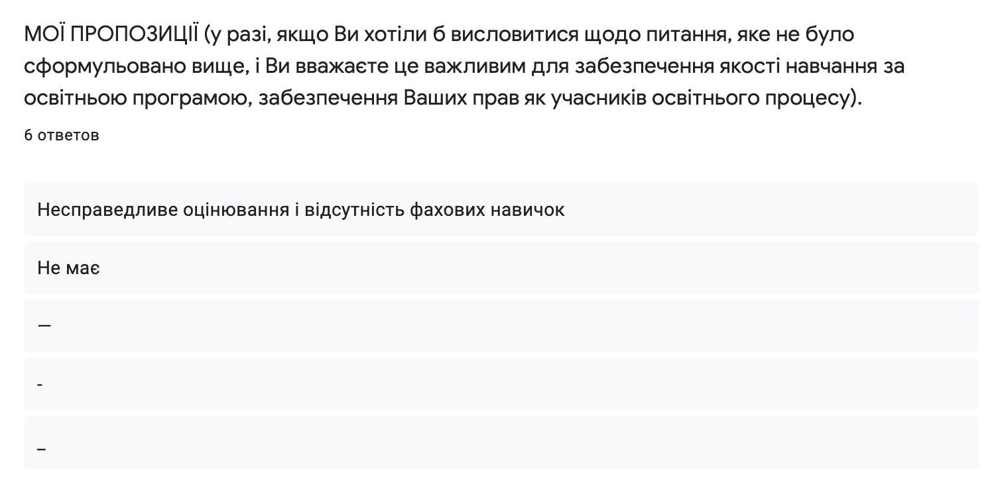 МОЇ ПРОПОЗИЦІЇ (у разі, якщо Ви хотіли б висловитися щодо питання, яке не було
сформульовано вище, і Ви вважаєте це важливим для забезпечення якості навчання за
освітньою програмою, забезпечення Ваших прав як учасників освітнього процесу).
6 ответов
Несправедливе оцінювання і відсутність фахових навичок
Не має
—
-
_